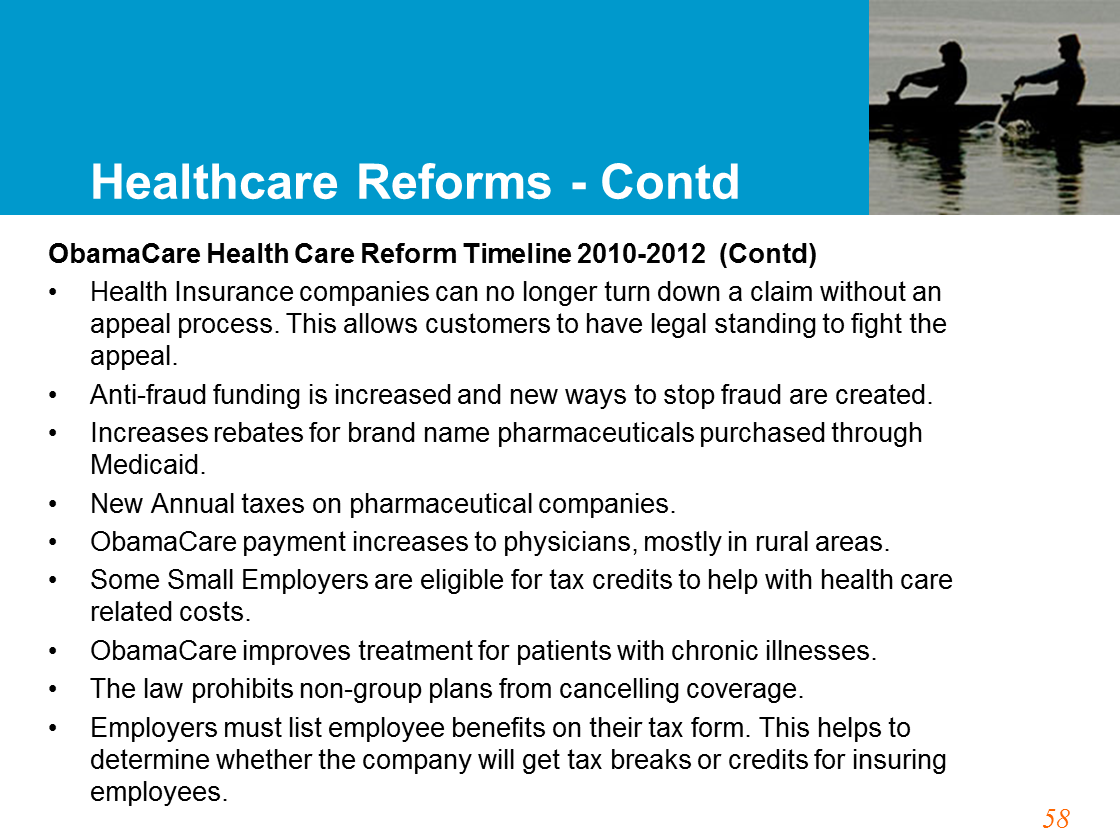 Healthcare Reforms - Contd
ObamaCare Health Care Reform Timeline 2010-2012 (Contd)
• Health Insurance companies can no longer turn down a claim without an
appeal process. This allows customers to have legal standing to fight the
appeal.
• Anti-fraud funding is increased and new ways to stop fraud are created.
• Increases rebates for brand name pharmaceuticals purchased through
Medicaid.
• New Annual taxes on pharmaceutical companies.
• ObamaCare payment increases to physicians, mostly in rural areas.
• Some Small Employers are eligible for tax credits to help with health care
related costs.
• ObamaCare improves treatment for patients with chronic illnesses.
• The law prohibits non-group plans from cancelling coverage.
• Employers must list employee benefits on their tax form. This helps to
determine whether the company will get tax breaks or credits for insuring
employees.
58